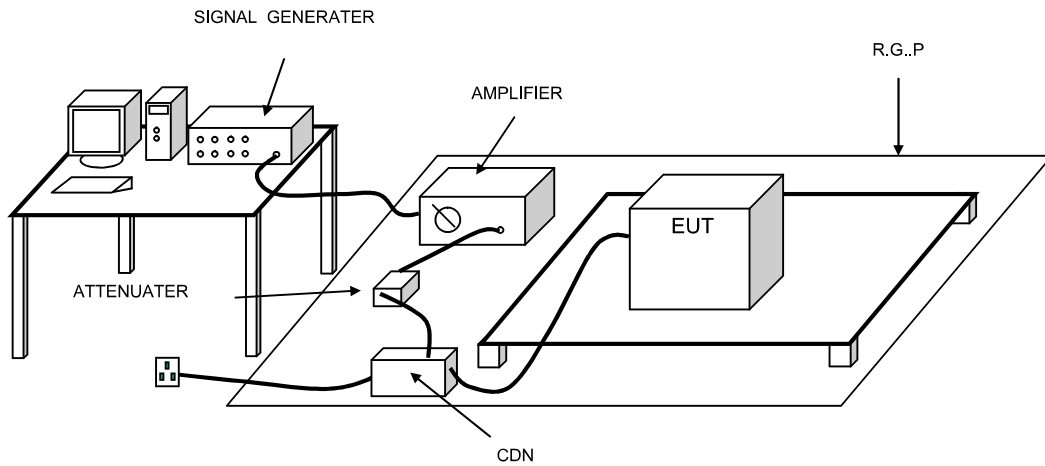 SIGNAL GENERATER
R.G..P
AMPLIFIER
EUT
ATTENUATER
CDN